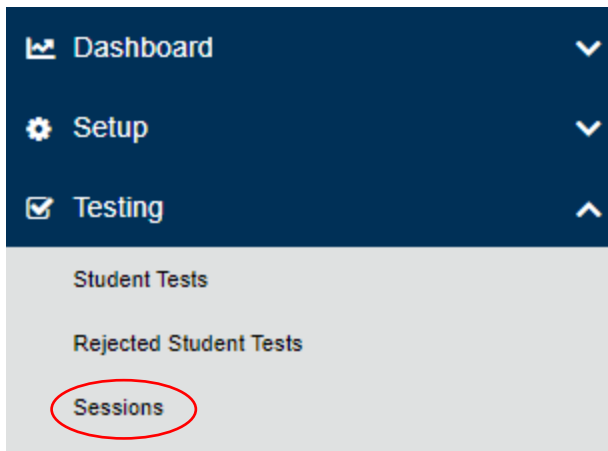 Dashboard
Setup
Testing
Student Tests
Rejected Student Tests
Sessions